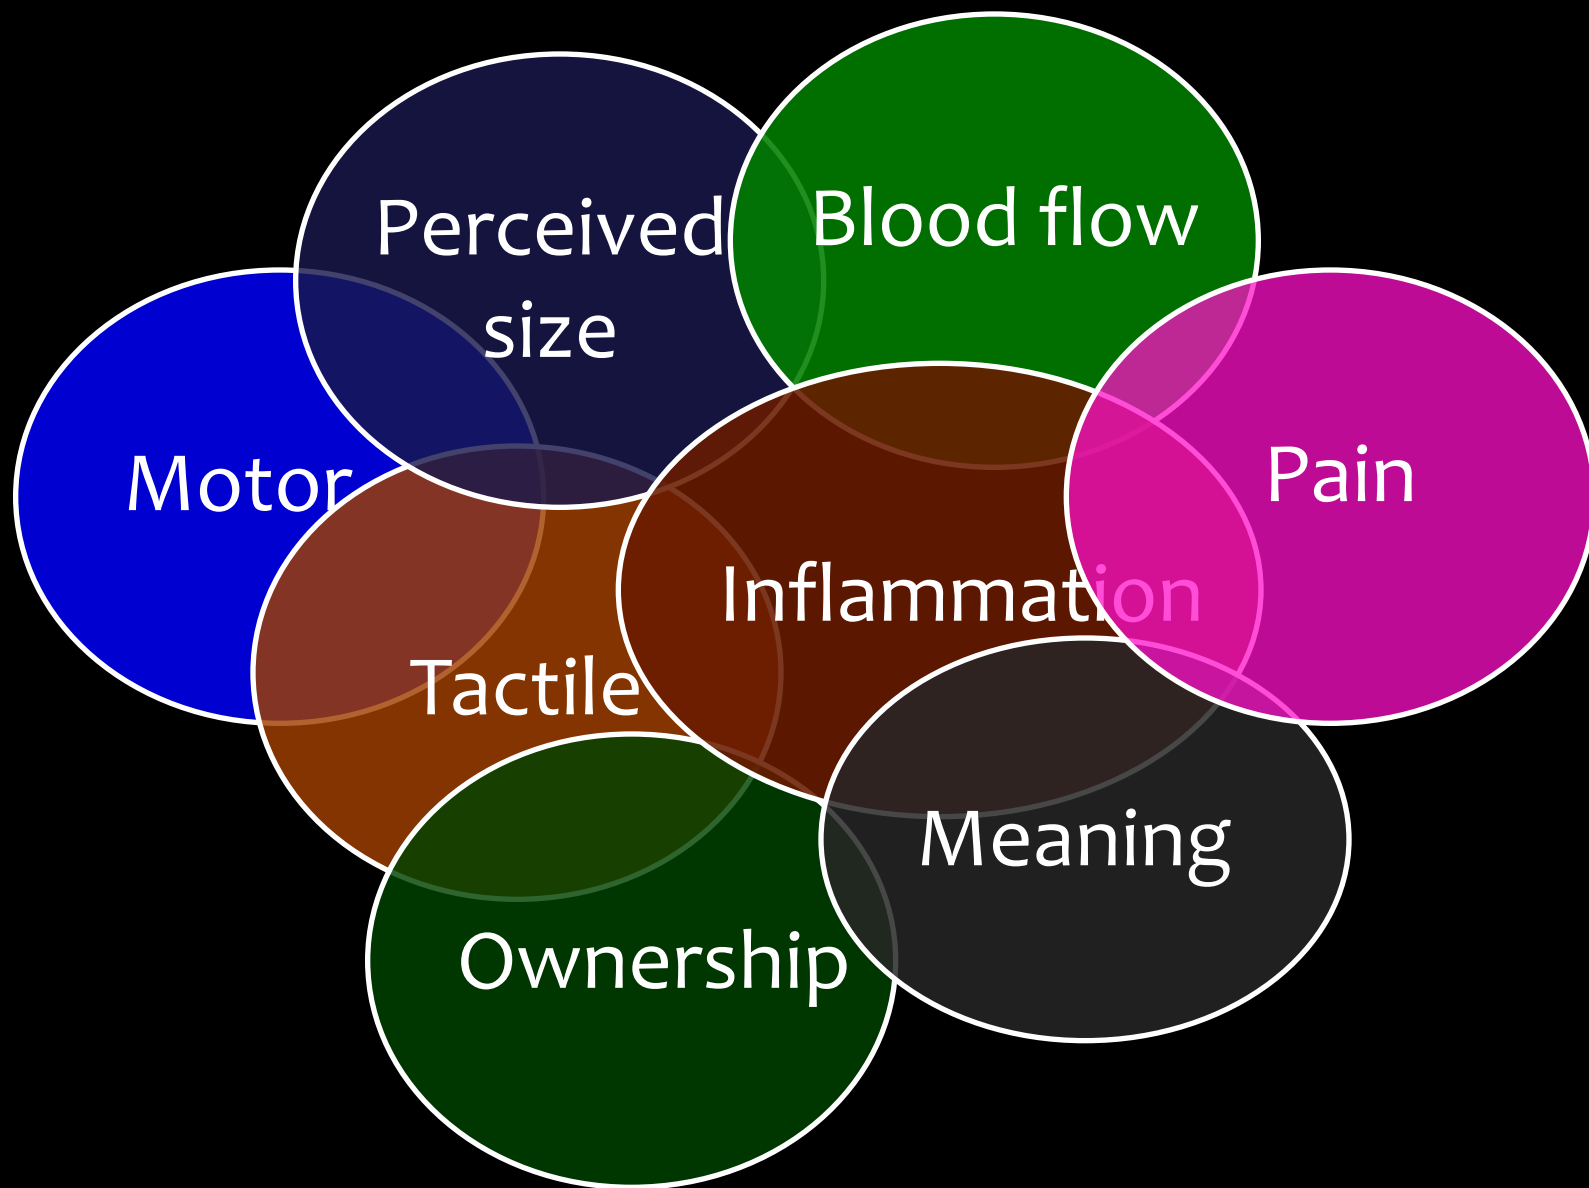 Perceived
size
Blood flow
Motor
Pain
Inflammation
Tactile
Meaning
Ownership